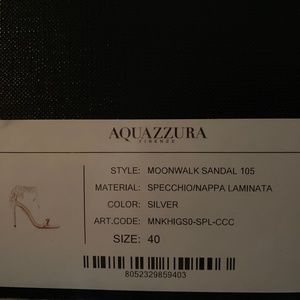 AQUAZZURA
FIRENZE
STYLE: MOONWALK SANDAL 105
MATERIAL: SPECCHIO/NAPPA LAMINATA
COLOR: SILVER
ART.CODE: MNKHIGS0-SPL-CCC
SIZE: 40
8052329859403